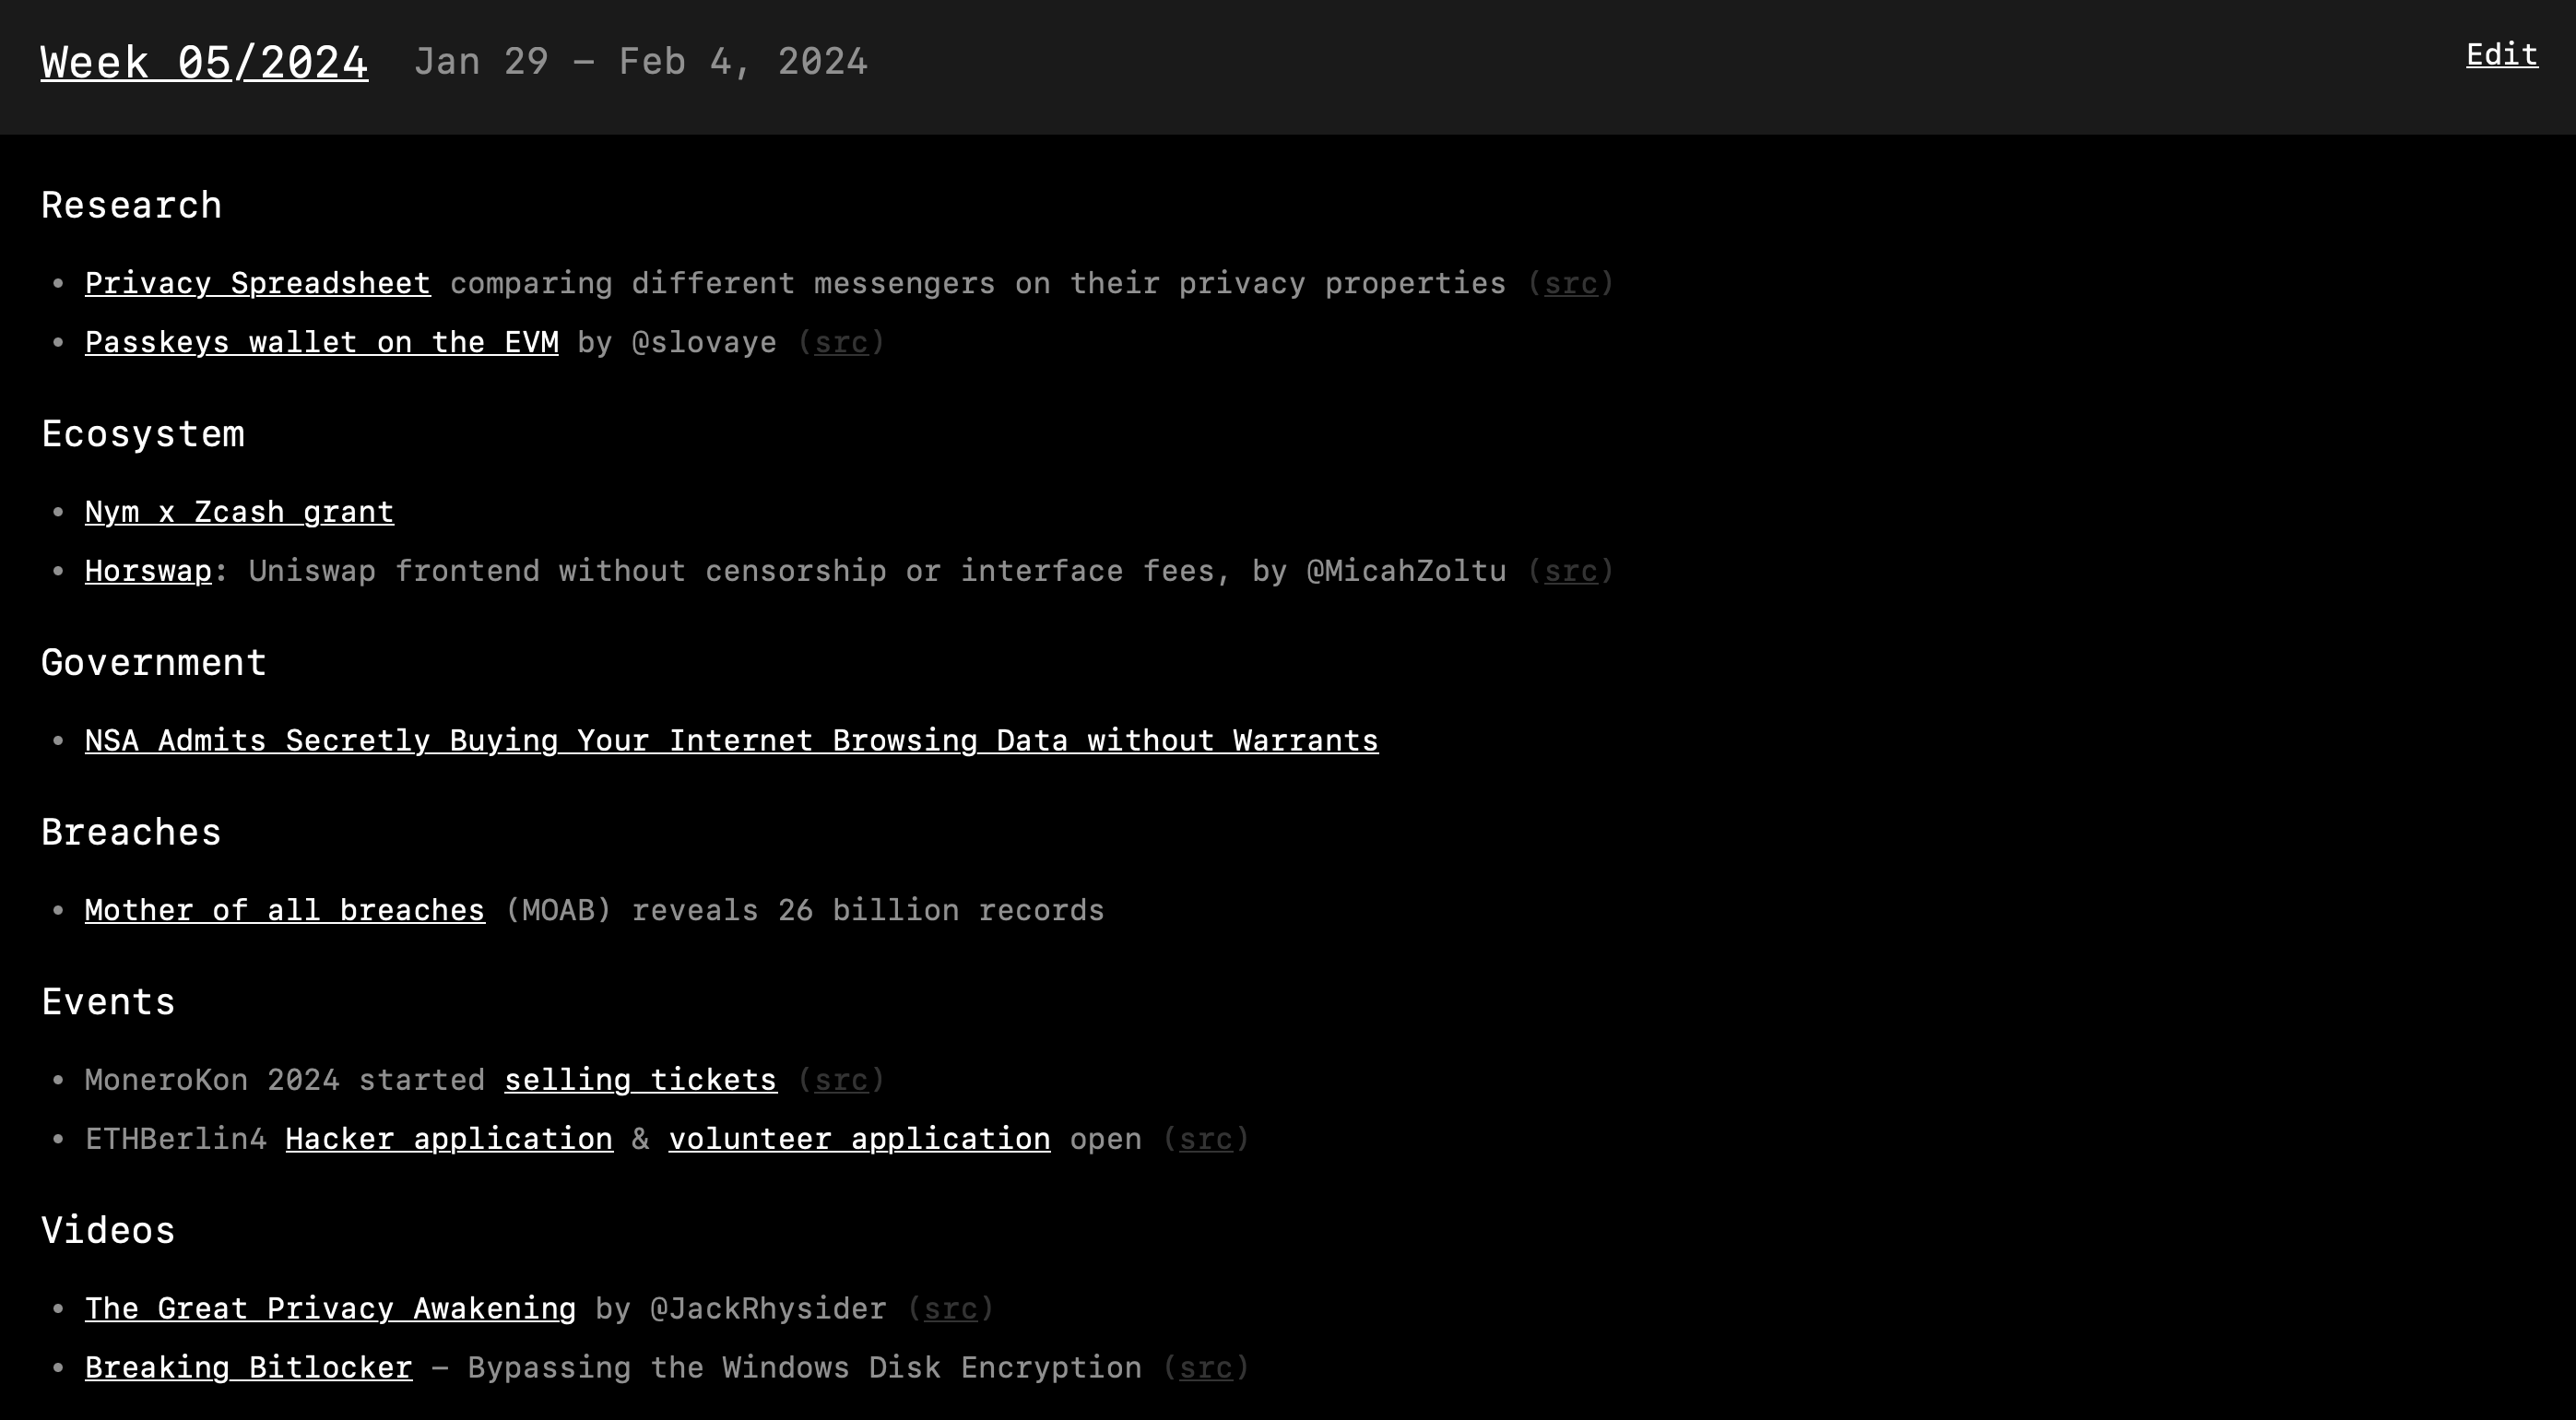 Week 05/2024 Jan 29 – Feb 4, 2024
Edit
Research
• Privacy Spreadsheet comparing different messengers on their privacy properties (src)
• Passkeys wallet on the EVM by @slovaye (src)
Ecosystem
• Nym x Zcash grant
• Horswap: Uniswap frontend without censorship or interface fees, by @MicahZoltu (src)
Government
• NSA Admits Secretly Buying Your Internet Browsing Data without Warrants
Breaches
• Mother of all breaches (MOAB) reveals 26 billion records
Events
• MoneroKon 2024 started selling tickets (src)
• ETHBerlin4 Hacker application & volunteer application open (src)
Videos
• The Great Privacy Awakening by @JackRhysider (src)
• Breaking Bitlocker – Bypassing the Windows Disk Encryption (src)